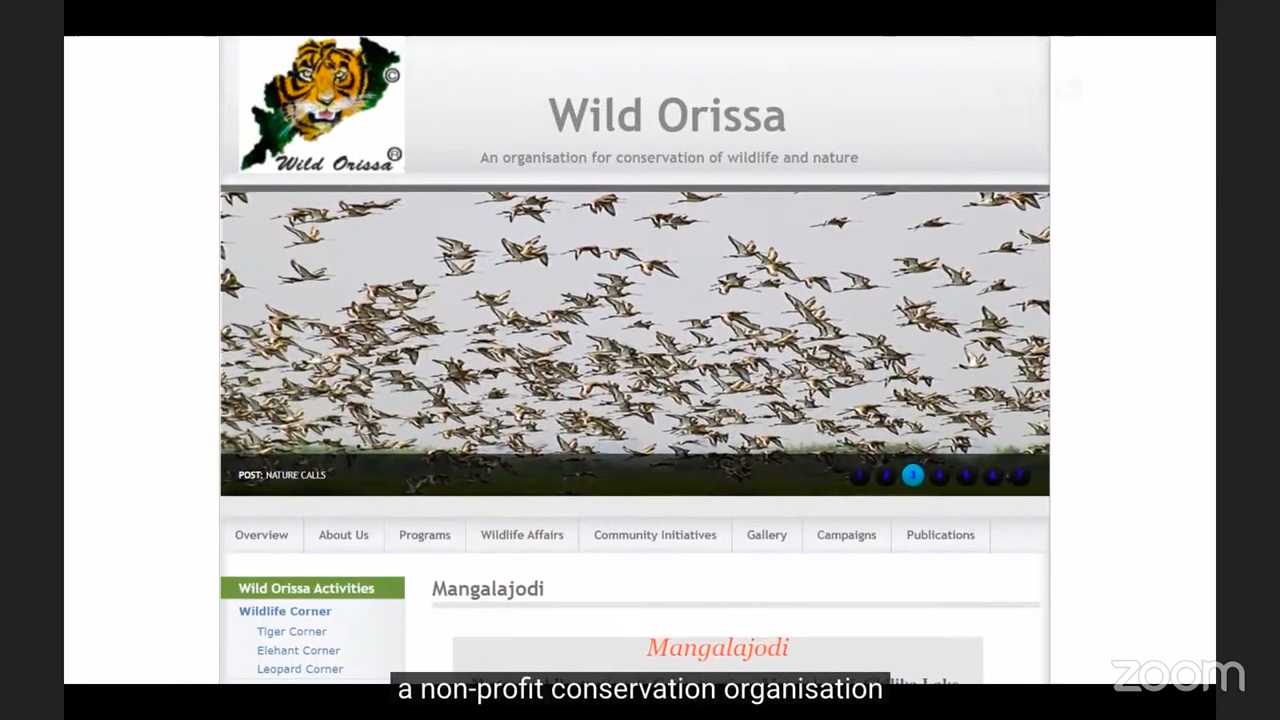 Wild Orissa
©
®
Wild Orissa
An organisation for conservation of wildlife and nature
POST: NATURE CALLS
3
Overview About Us Programs Wildlife Affairs Community Initiatives Gallery Campaigns Publications
Wild Orissa Activities
Wildlife Corner
Tiger Corner
Elehant Corner
Leopard Corner
Mangalajodi
Mangalajodi
a non-profit conservation organisation
zoom